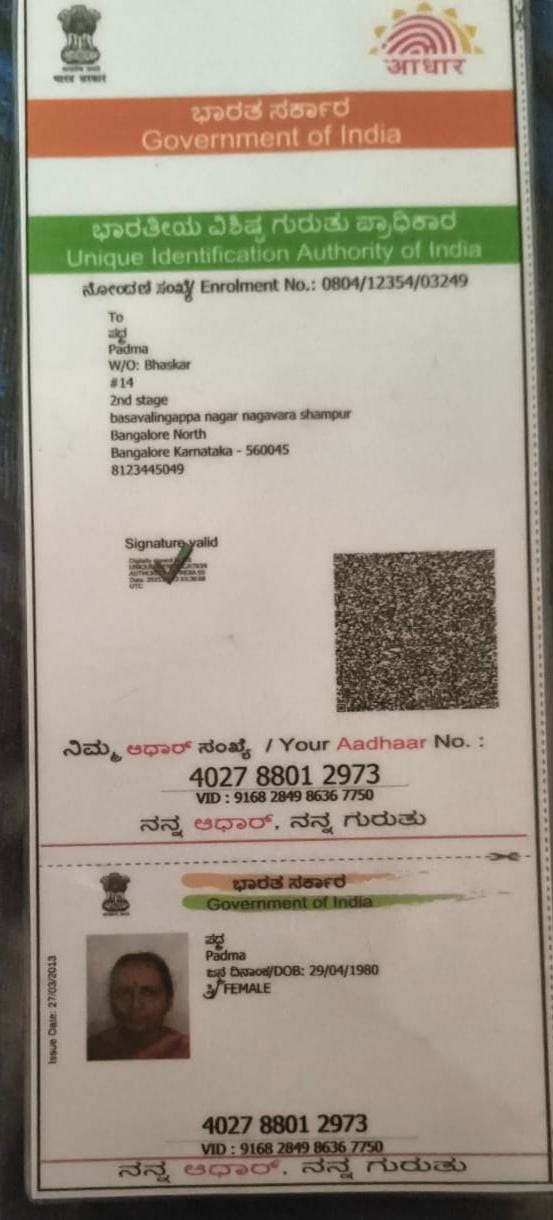 भारत सरकार
आधार
ಭಾರತ ಸರ್ಕಾರ
Government of India
ಭಾರತೀಯ ವಿಶಿಷ್ಟ ಗುರುತು ಪ್ರಾಧಿಕಾರ
Unique Identification Authority of India
ನೋಂದಣಿ ಸಂಖ್ಯೆ/ Enrolment No.: 0804/12354/03249
To
ಪದ್ಮ
Padma
W/O: Bhaskar
#14
2nd stage
basavalingappa nagar nagavara shampur
Bangalore North
Bangalore Karnataka - 560045
8123445049
Signature valid
ನಿಮ್ಮ ಆಧಾರ್ ಸಂಖ್ಯೆ / Your Aadhaar No. :
4027 8801 2973
VID : 9168 2849 8636 7750
ನನ್ನ ಆಧಾರ್, ನನ್ನ ಗುರುತು
ಭಾರತ ಸರ್ಕಾರ
Government of India
Issue Date: 27/03/2013
ಪದ್ಮ
Padma
ಜನ್ಮ ದಿನಾಂಕ/DOB: 29/04/1980
ಸ್ತ್ರೀ/ FEMALE
4027 8801 2973
VID : 9168 2849 8636 7750
ನನ್ನ ಆಧಾರ್, ನನ್ನ ಗುರುತು